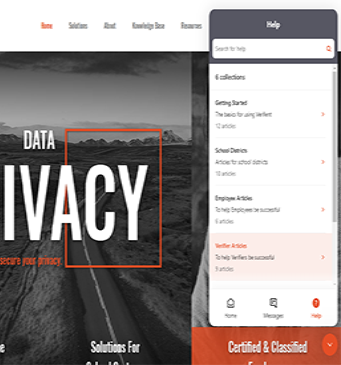 Home Solutions About Knowledge Base Resources
Help
Search for help
6 collections
Getting Started
The basics for using Verifent
12 articles
School Districts
Articles for school districts
10 articles
Employee Articles
To help Employees be successful
6 articles
Verifier Articles
To help Verifiers be successful
9 articles
Home Messages Help
DATA
IVACY
secure your privacy
e
Solutions For
Certified & Classified